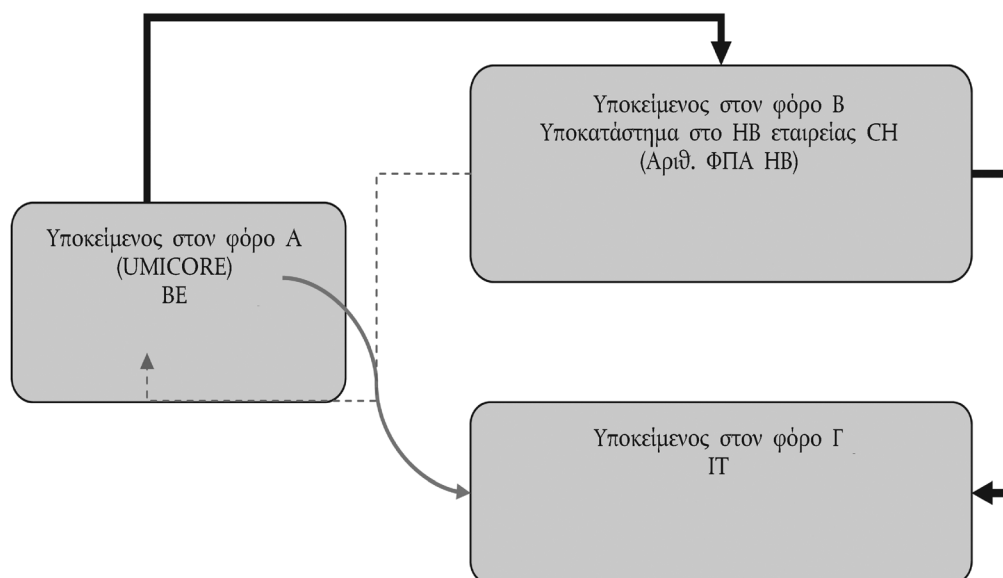 Υποκείμενος στον φόρο Β
Υποκατάστημα στο ΗΒ εταιρείας CH
(Αριθ. ΦΠΑ ΗΒ)
Υποκείμενος στον φόρο Α
(UMICORE)
BE
Υποκείμενος στον φόρο Γ
IT